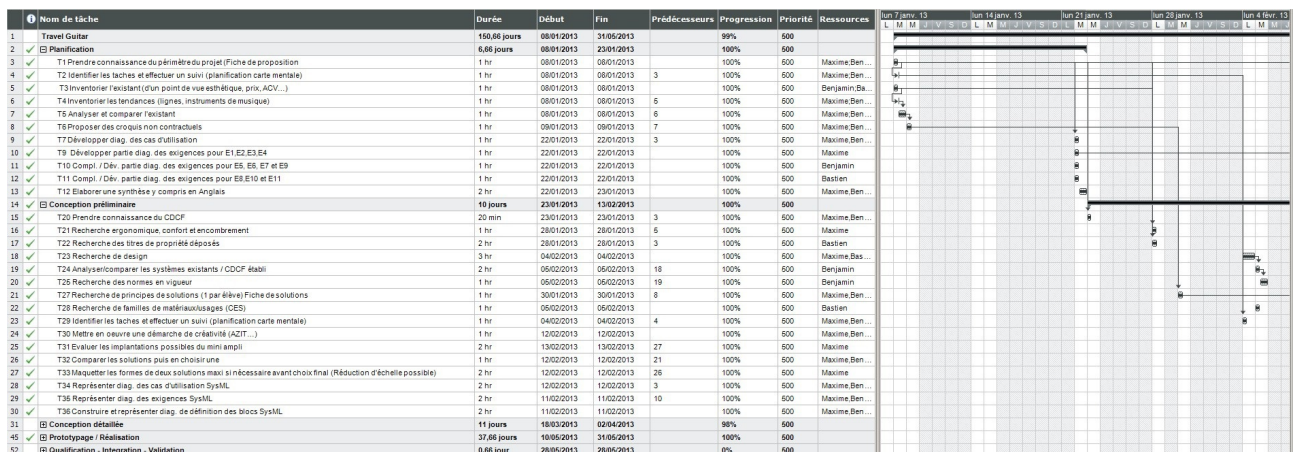 Nom de tâche Durée Début Fin Prédécesseurs Progression Priorité Ressources lun 7 janv. 13 lun 14 janv. 13 lun 21 janv. 13 lun 28 janv. 13 lun 4 févr. 13
L M M J V S D L M M J V S D L M M J V S D L M M J V S D L M M J
1 Travel Guitar 150,66 jours 08/01/2013 31/05/2013 99% 500
2 Planification 6,66 jours 08/01/2013 23/01/2013 100% 500
3 T1 Prendre connaissance du périmètre du projet (Fiche de proposition 1 hr 08/01/2013 08/01/2013 100% 500 Maxime;Ben...
4 T2 Identifier les taches et effectuer un suivi (planification carte mentale) 1 hr 08/01/2013 08/01/2013 3 100% 500 Maxime;Ben...
5 T3 Inventorier l'existant (d'un point de vue esthétique, prix, ACV...) 1 hr 08/01/2013 08/01/2013 100% 500 Benjamin;Ba...
6 T4 Inventorier les tendances (lignes, instruments de musique) 1 hr 08/01/2013 08/01/2013 5 100% 500 Maxime;Ben...
7 T5 Analyser et comparer l'existant 1 hr 08/01/2013 08/01/2013 6 100% 500 Maxime;Ben...
8 T6 Proposer des croquis non contractuels 1 hr 09/01/2013 09/01/2013 7 100% 500 Maxime;Ben...
9 T7 Développer diag. des cas d'utilisation 1 hr 22/01/2013 22/01/2013 3 100% 500 Maxime;Ben...
10 T9 Développer partie diag. des exigences pour E1,E2,E3,E4 1 hr 22/01/2013 22/01/2013 100% 500 Maxime
11 T10 Compl. / Dév. partie diag. des exigences pour E5, E6, E7 et E9 1 hr 22/01/2013 22/01/2013 100% 500 Benjamin
12 T11 Compl. / Dév. partie diag. des exigences pour E8,E10 et E11 1 hr 22/01/2013 22/01/2013 100% 500 Bastien
13 T12 Elaborer une synthèse y compris en Anglais 2 hr 22/01/2013 23/01/2013 100% 500 Maxime;Ben...
14 Conception préliminaire 10 jours 23/01/2013 13/02/2013 100% 500
15 T20 Prendre connaissance du CDCF 20 min 23/01/2013 23/01/2013 3 100% 500 Maxime;Ben...
16 T21 Recherche ergonomique, confort et encombrement 1 hr 28/01/2013 28/01/2013 5 100% 500 Maxime
17 T22 Recherche des titres de propriété déposés 2 hr 28/01/2013 28/01/2013 3 100% 500 Bastien
18 T23 Recherche de design 3 hr 04/02/2013 04/02/2013 100% 500 Maxime;Bas...
19 T24 Analyser/comparer les systèmes existants / CDCF établi 2 hr 05/02/2013 05/02/2013 18 100% 500 Benjamin
20 T25 Recherche des normes en vigueur 1 hr 05/02/2013 05/02/2013 19 100% 500 Benjamin
21 T27 Recherche de principes de solutions (1 par élève) Fiche de solutions 1 hr 30/01/2013 30/01/2013 8 100% 500 Maxime;Ben...
22 T28 Recherche de familles de matériaux/usages (CES) 1 hr 05/02/2013 05/02/2013 100% 500 Bastien
23 T29 Identifier les taches et effectuer un suivi (planification carte mentale) 1 hr 04/02/2013 04/02/2013 4 100% 500 Maxime;Ben...
24 T30 Mettre en oeuvre une démarche de créativité (AZIT...) 1 hr 12/02/2013 12/02/2013 100% 500 Maxime;Ben...
25 T31 Evaluer les implantations possibles du mini ampli 2 hr 13/02/2013 13/02/2013 27 100% 500 Maxime
26 T32 Comparer les solutions puis en choisir une 1 hr 12/02/2013 12/02/2013 21 100% 500 Maxime;Ben...
27 T33 Maquetter les formes de deux solutions maxi si nécessaire avant choix final (Réduction d'échelle possible) 2 hr 12/02/2013 12/02/2013 26 100% 500 Maxime
28 T34 Représenter diag. des cas d'utilisation SysML 2 hr 12/02/2013 12/02/2013 3 100% 500 Maxime;Ben...
29 T35 Représenter diag. des exigences SysML 2 hr 11/02/2013 11/02/2013 10 100% 500 Maxime;Ben...
30 T36 Construire et représenter diag. de définition des blocs SysML 2 hr 11/02/2013 11/02/2013 100% 500 Maxime;Ben...
31 Conception détaillée 11 jours 18/03/2013 02/04/2013 98% 500
45 Prototypage / Réalisation 37,66 jours 10/05/2013 31/05/2013 100% 500
52 Qualification - Integration - Validation 0,66 jour 28/05/2013 28/05/2013 0% 500